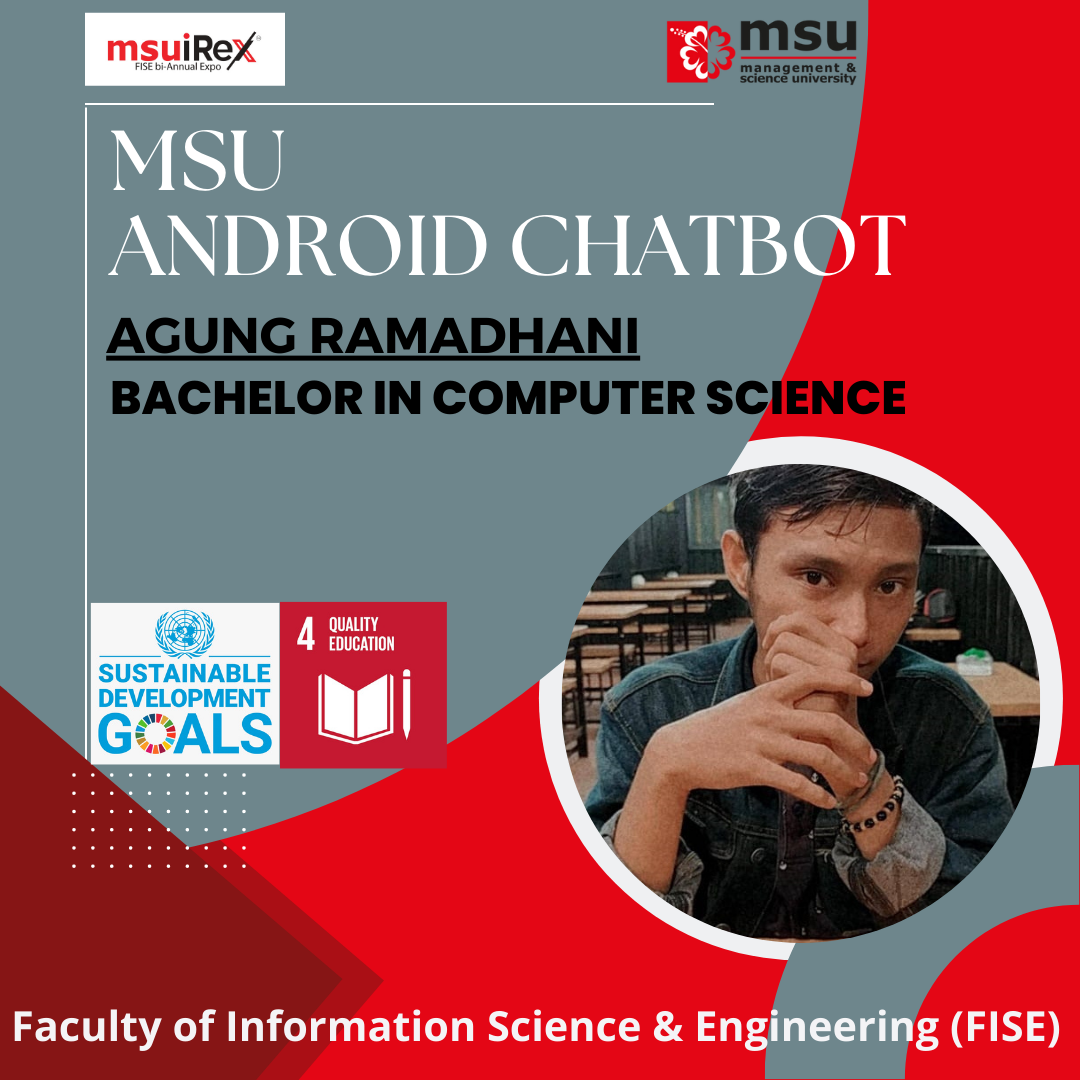 msuiRex
FISE bi-Annual Expo
msu
management &
science university
MSU
ANDROID CHATBOT
AGUNG RAMADHANI
BACHELOR IN COMPUTER SCIENCE
SUSTAINABLE
DEVELOPMENT
GOALS
4 QUALITY
EDUCATION
Faculty of Information Science & Engineering (FISE)